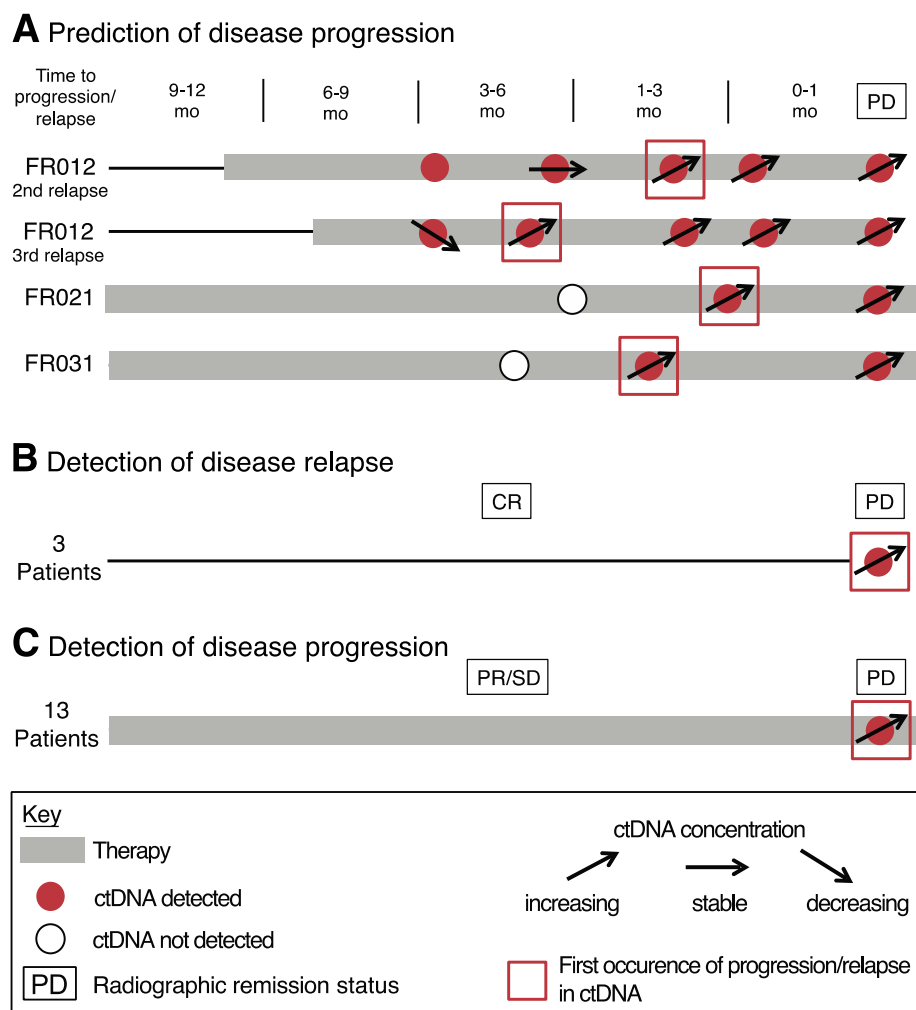 A Prediction of disease progression
Time to
progression/
relapse
9-12
mo
6-9
mo
3-6
mo
1-3
mo
0-1
mo
PD
FR012
2nd relapse
FR012
3rd relapse
FR021
FR031
B Detection of disease relapse
CR
PD
3
Patients
C Detection of disease progression
PR/SD
PD
13
Patients
Key
Therapy
ctDNA detected
ctDNA not detected
PD Radiographic remission status
ctDNA concentration
increasing
stable
decreasing
First occurence of progression/relapse
in ctDNA